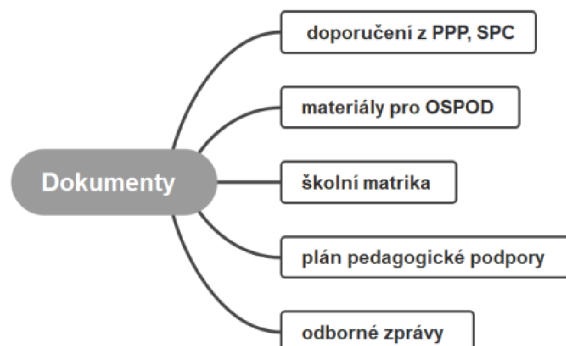 doporučení z PPP, SPC
materiály pro OSPOD
Dokumenty
školní matrika
plán pedagogické podpory
odborné zprávy